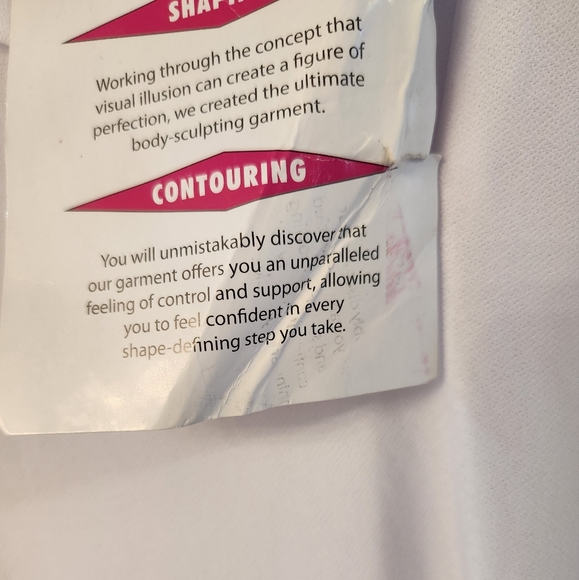 Working through the concept that
visual illusion can create a figure of
perfection, we created the ultimate
body-sculpting garment.
CONTOURING
You will unmistakably discover that
our garment offers you an unparalleled
feeling of control and support, allowing
you to feel confident in every
shape-defining step you take.